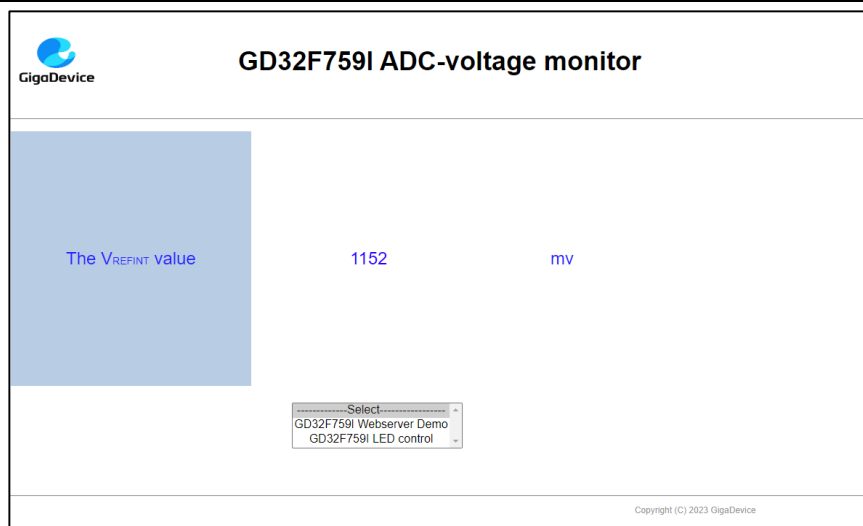 GigaDevice
GD32F759I ADC-voltage monitor
The VREFINT value 1152 mv
-------------Select-----------------
GD32F759I Webserver Demo
GD32F759I LED control
Copyright (C) 2023 GigaDevice